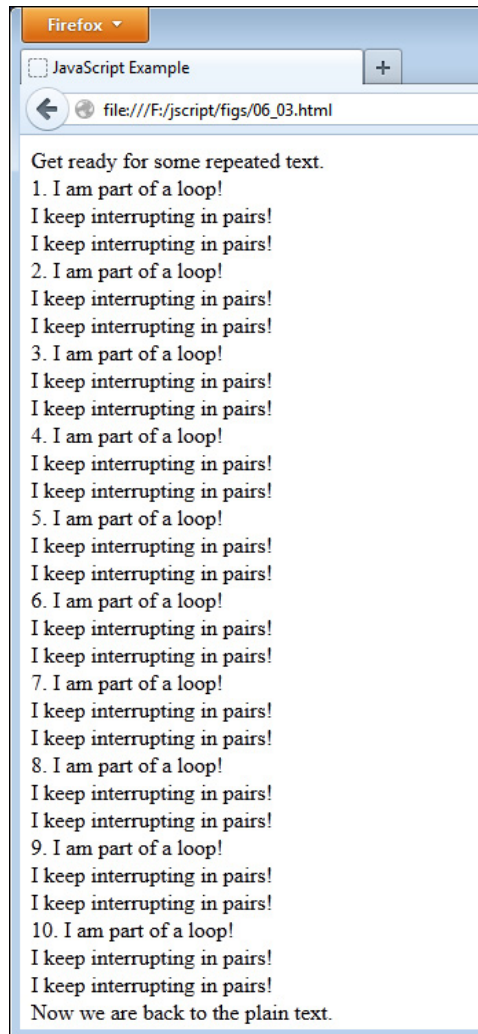 Firefox
JavaScript Example
+
file:///F:/jscript/figs/06_03.html
Get ready for some repeated text.
1. I am part of a loop!
I keep interrupting in pairs!
I keep interrupting in pairs!
2. I am part of a loop!
I keep interrupting in pairs!
I keep interrupting in pairs!
3. I am part of a loop!
I keep interrupting in pairs!
I keep interrupting in pairs!
4. I am part of a loop!
I keep interrupting in pairs!
I keep interrupting in pairs!
5. I am part of a loop!
I keep interrupting in pairs!
I keep interrupting in pairs!
6. I am part of a loop!
I keep interrupting in pairs!
I keep interrupting in pairs!
7. I am part of a loop!
I keep interrupting in pairs!
I keep interrupting in pairs!
8. I am part of a loop!
I keep interrupting in pairs!
I keep interrupting in pairs!
9. I am part of a loop!
I keep interrupting in pairs!
I keep interrupting in pairs!
10. I am part of a loop!
I keep interrupting in pairs!
I keep interrupting in pairs!
Now we are back to the plain text.